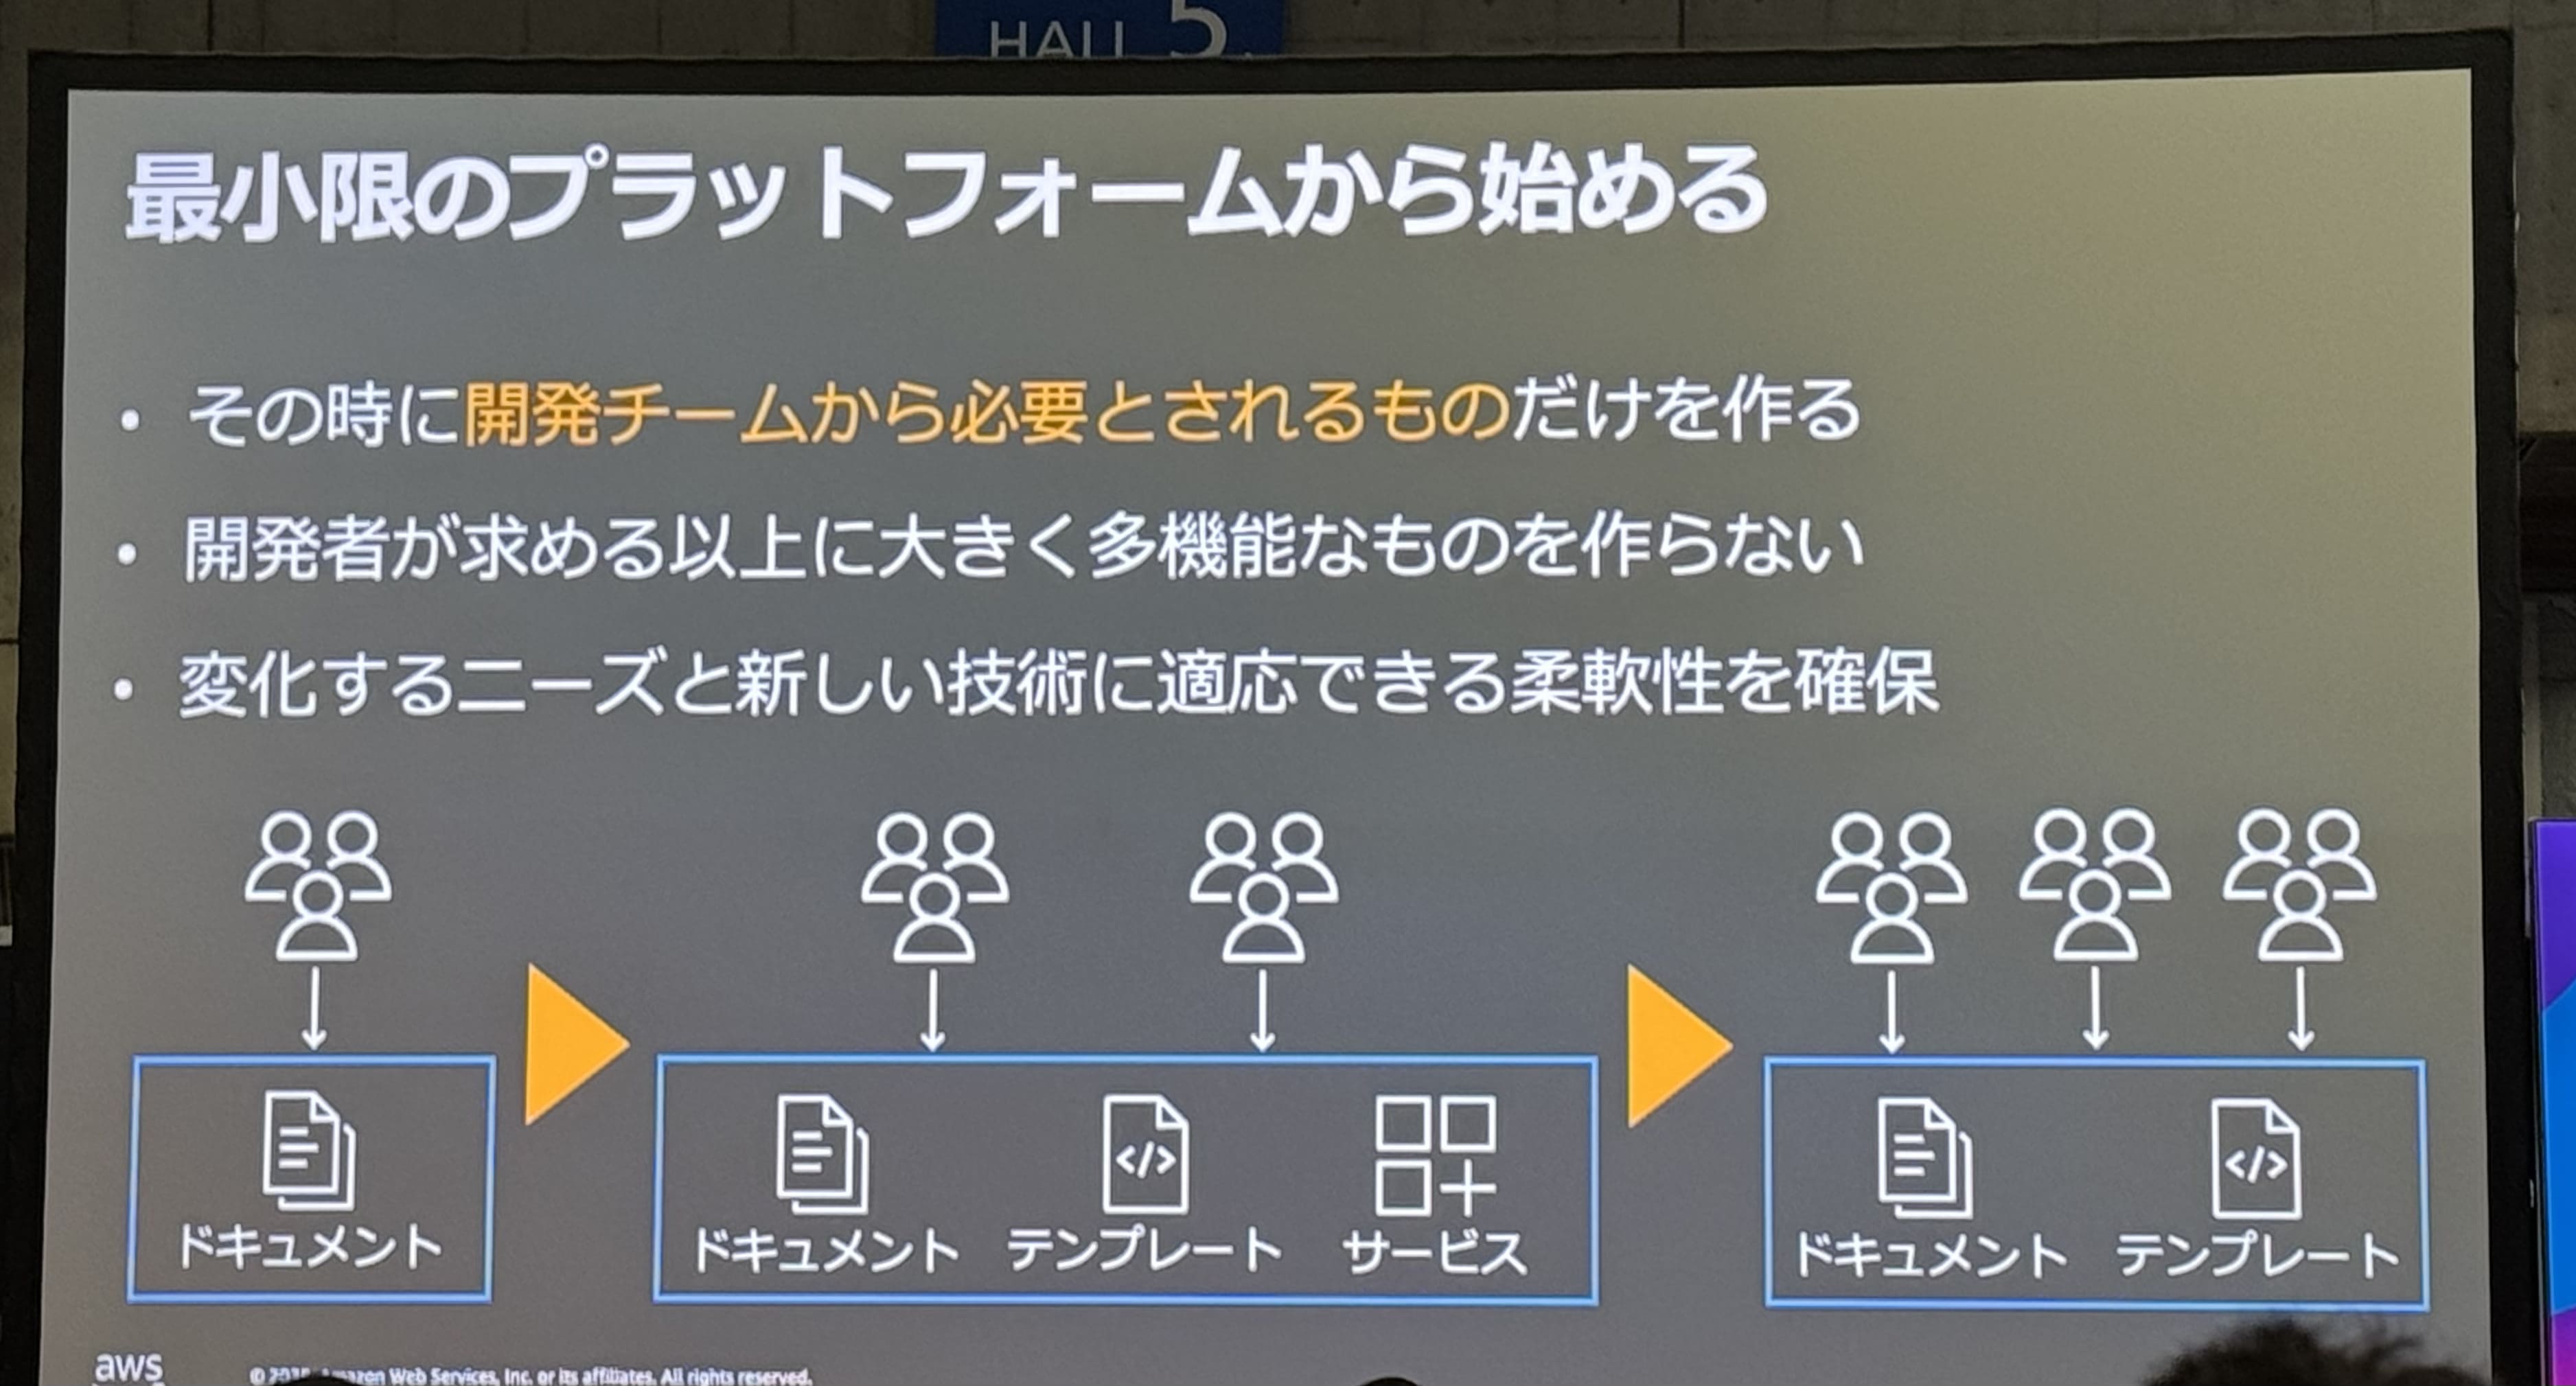 HALL 5
最小限のプラットフォームから始める
• その時に開発チームから必要とされるものだけを作る
• 開発者が求める以上に大きく多機能なものを作らない
• 変化するニーズと新しい技術に適応できる柔軟性を確保
ドキュメント
ドキュメント テンプレート サービス
</>
ドキュメント テンプレート
</>
aws
© Amazon Web Services, Inc. or its affiliates. All rights reserved.